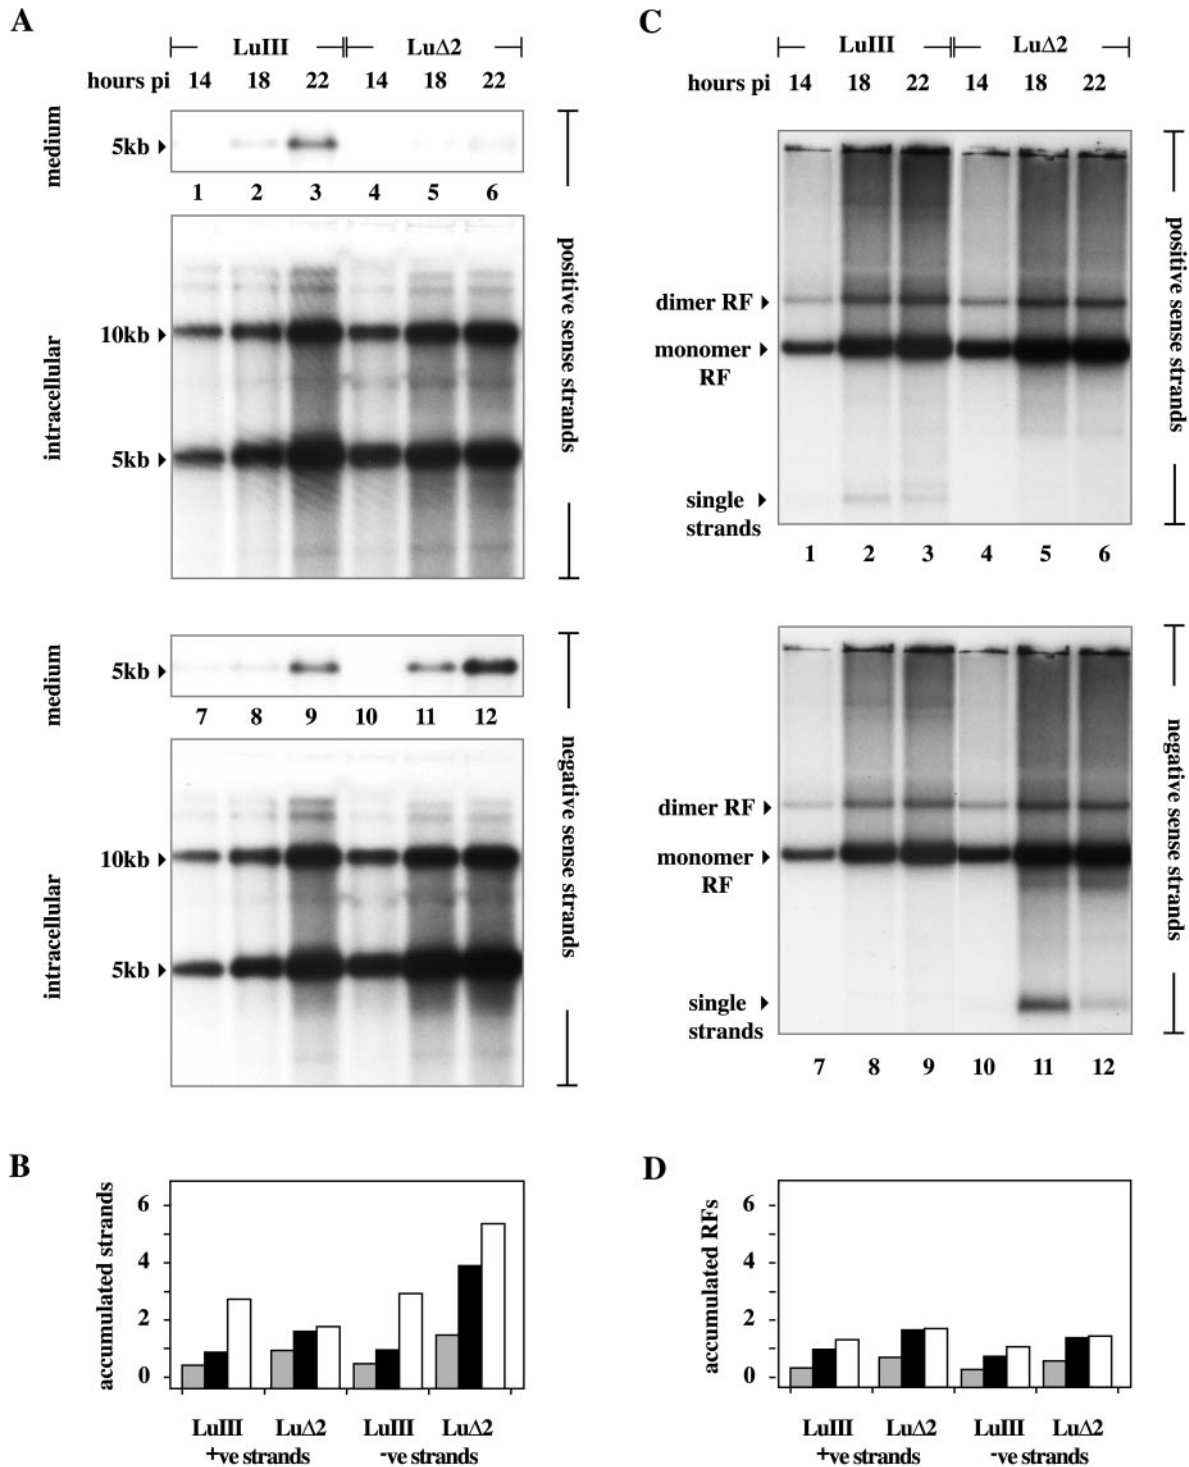 A
LuIII LuΔ2
hours pi 14 18 22 14 18 22
medium
5kb
1 2 3 4 5 6
positive sense strands
intracellular
10kb
5kb
medium
5kb
7 8 9 10 11 12
negative sense strands
intracellular
10kb
5kb
B
accumulated strands
6
4
2
0
LuIII LuΔ2 LuIII LuΔ2
+ve strands -ve strands
C
LuIII LuΔ2
hours pi 14 18 22 14 18 22
dimer RF
monomer
RF
single
strands
positive sense strands
1 2 3 4 5 6
dimer RF
monomer
RF
single
strands
negative sense strands
7 8 9 10 11 12
D
accumulated RFs
6
4
2
0
LuIII LuΔ2 LuIII LuΔ2
+ve strands -ve strands